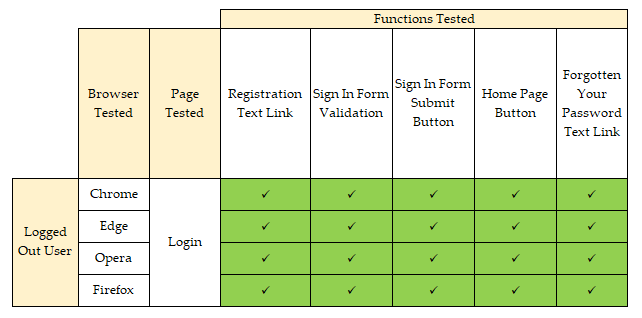 Functions Tested
Browser
Tested
Page
Tested
Registration
Text Link
Sign In Form
Validation
Sign In Form
Submit
Button
Home Page
Button
Forgotten
Your
Password
Text Link
Logged
Out User
Chrome
✓ ✓ ✓ ✓ ✓
Edge
✓ ✓ ✓ ✓ ✓
Login
Opera
✓ ✓ ✓ ✓ ✓
Firefox
✓ ✓ ✓ ✓ ✓